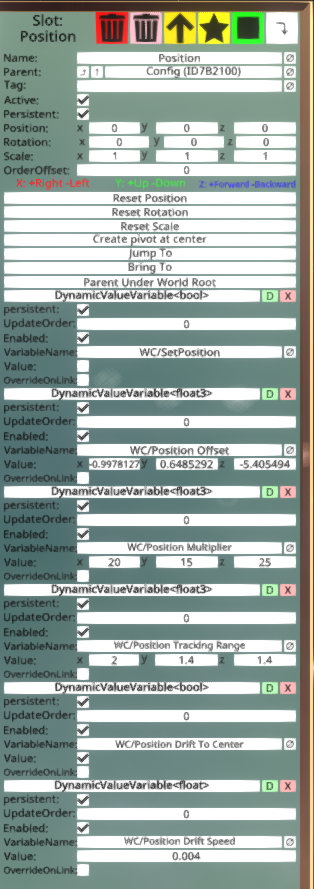 Slot:
Position
Name: Position ∅
Parent: ⤴ ↑ Config (ID7B2100) ∅
Tag: ∅
Active:
Persistent:
Position: x 0 y 0 z 0
Rotation: x 0 y 0 z 0
Scale: x 1 y 1 z 1
OrderOffset: 0
X: +Right -Left Y: +Up -Down Z: +Forward -Backward
Reset Position
Reset Rotation
Reset Scale
Create pivot at center
Jump To
Bring To
Parent Under World Root
DynamicValueVariable<bool> D X
persistent:
UpdateOrder: 0
Enabled:
VariableName: WC/SetPosition ∅
Value:
OverrideOnLink:
DynamicValueVariable<float3> D X
persistent:
UpdateOrder: 0
Enabled:
VariableName: WC/Position Offset ∅
Value: x -0.9978127 y 0.6485292 z -5.405494
OverrideOnLink:
DynamicValueVariable<float3> D X
persistent:
UpdateOrder: 0
Enabled:
VariableName: WC/Position Multiplier ∅
Value: x 20 y 15 z 25
OverrideOnLink:
DynamicValueVariable<float3> D X
persistent:
UpdateOrder: 0
Enabled:
VariableName: WC/Position Tracking Range ∅
Value: x 2 y 1.4 z 1.4
OverrideOnLink:
DynamicValueVariable<bool> D X
persistent:
UpdateOrder: 0
Enabled:
VariableName: WC/Position Drift To Center ∅
Value:
OverrideOnLink:
DynamicValueVariable<float> D X
persistent:
UpdateOrder: 0
Enabled:
VariableName: WC/Position Drift Speed ∅
Value: 0.004
OverrideOnLink: